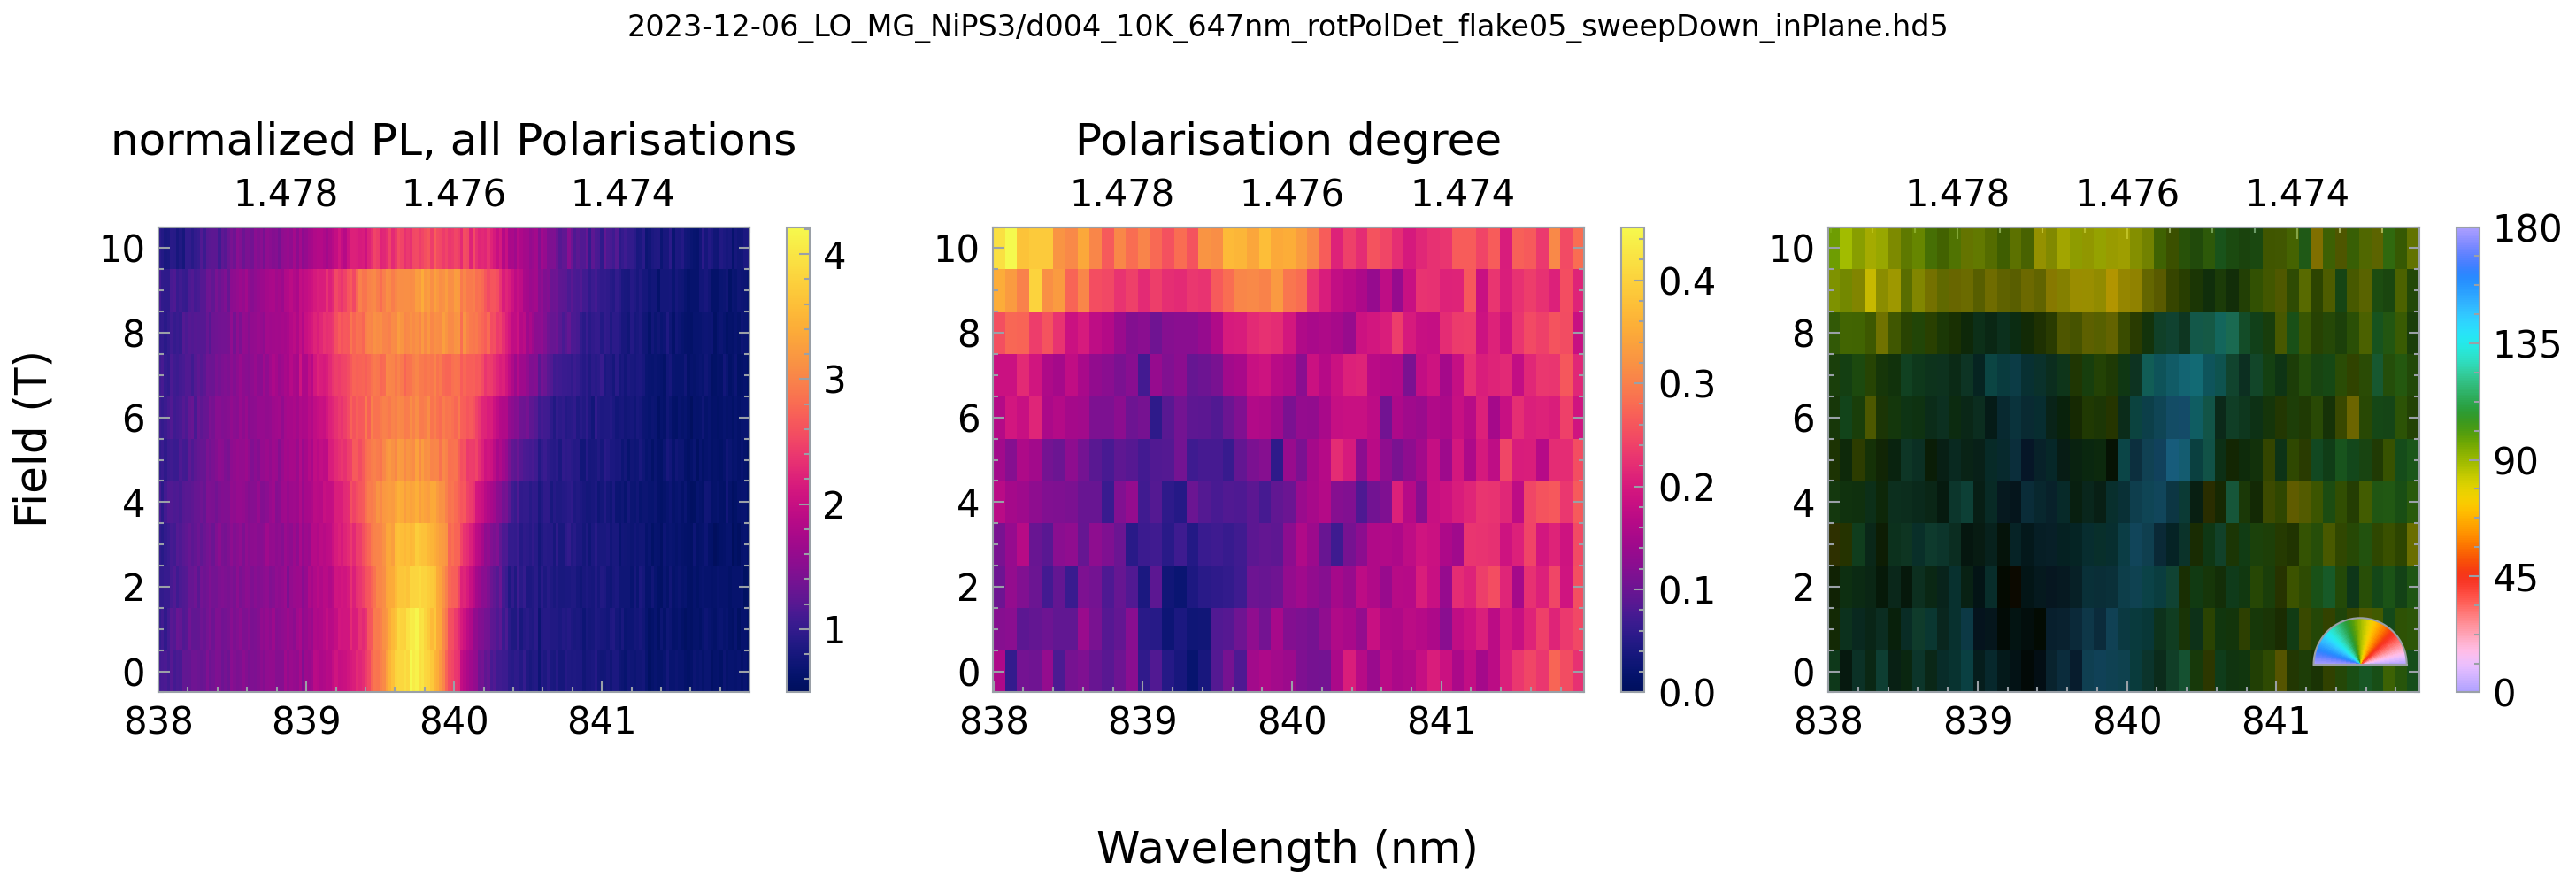 2023-12-06_LO_MG_NiPS3/d004_10K_647nm_rotPolDet_flake05_sweepDown_inPlane.hd5
normalized PL, all Polarisations
Polarisation degree
1.478 1.476 1.474
1.478 1.476 1.474
1.478 1.476 1.474
Field (T)
10
8
6
4
2
0
838 839 840 841
4
3
2
1
10
8
6
4
2
0
838 839 840 841
0.4
0.3
0.2
0.1
0.0
10
8
6
4
2
0
838 839 840 841
180
135
90
45
0
Wavelength (nm)